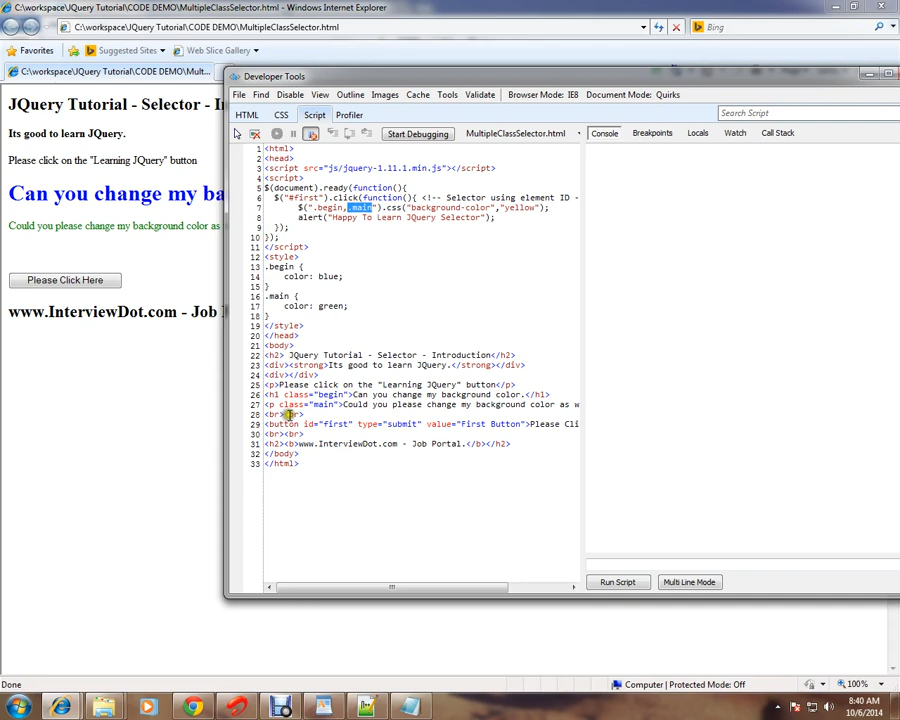 C:\workspace\JQuery Tutorial\CODE DEMO\MultipleClassSelector.html - Windows Internet Explorer
C:\workspace\JQuery Tutorial\CODE DEMO\MultipleClassSelector.html
Bing
Favorites
Suggested Sites
Web Slice Gallery
C:\workspace\JQuery Tutorial\CODE DEMO\Mult...
JQuery Tutorial - Selector - I
Its good to learn JQuery.
Please click on the "Learning JQuery" button
Can you change my ba
Could you please change my background color as
Please Click Here
www.InterviewDot.com - Job
Developer Tools
File Find Disable View Outline Images Cache Tools Validate Browser Mode: IE8 Document Mode: Quirks
HTML CSS Script Profiler
Search Script
Start Debugging
MultipleClassSelector.html
Console Breakpoints Locals Watch Call Stack
1 <html>
2 <head>
3 <script src="js/jquery-1.11.1.min.js"></script>
4 <script>
5 $(document).ready(function(){
6 $("#first").click(function(){ <!-- Selector using element ID -
7 $(".begin,.main").css("background-color","yellow");
8 alert("Happy To Learn JQuery Selector");
9 });
10 });
11 </script>
12 <style>
13 .begin {
14 color: blue;
15 }
16 .main {
17 color: green;
18 }
19 </style>
20 </head>
21 <body>
22 <h2> JQuery Tutorial - Selector - Introduction</h2>
23 <div><strong>Its good to learn JQuery.</strong></div>
24 <div></div>
25 <p>Please click on the "Learning JQuery" button</p>
26 <h1 class="begin">Can you change my background color.</h1>
27 <p class="main">Could you please change my background color as w
28 <br><br>
29 <button id="first" type="submit" value="First Button">Please Cli
30 <br><br>
31 <h2><b>www.InterviewDot.com - Job Portal.</b></h2>
32 </body>
33 </html>
Run Script
Multi Line Mode
Done
Computer | Protected Mode: Off
100%
8:40 AM
10/6/2014